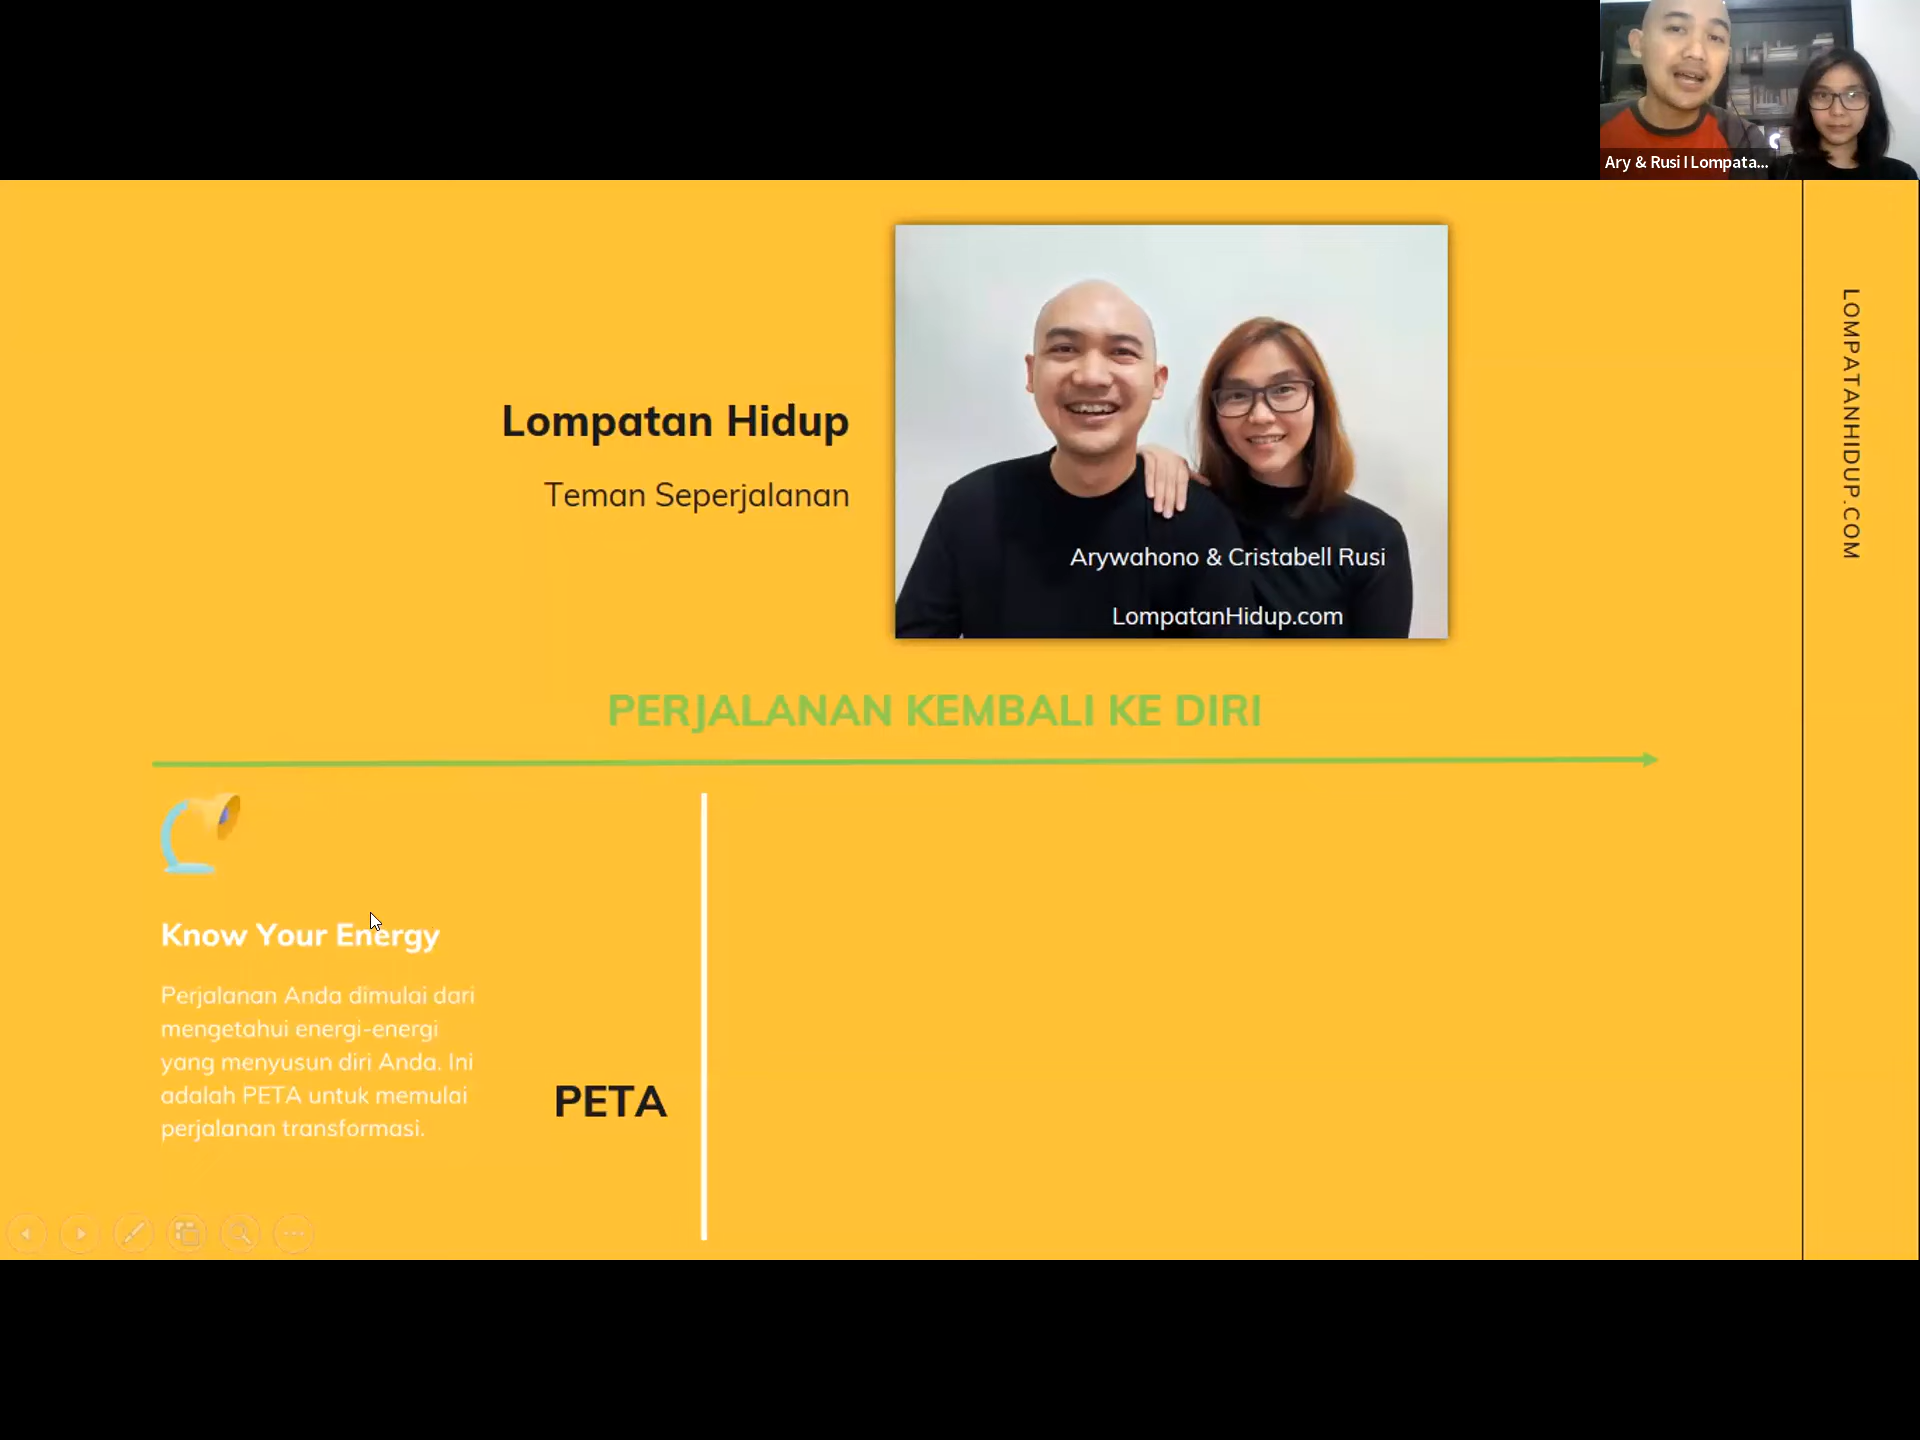 Ary & Rusi I Lompata...
Lompatan Hidup
Teman Seperjalanan
Arywahono & Cristabell Rusi
LompatanHidup.com
LOMPATANHIDUP.COM
PERJALANAN KEMBALI KE DIRI
Know Your Energy
Perjalanan Anda dimulai dari
mengetahui energi-energi
yang menyusun diri Anda. Ini
adalah PETA untuk memulai
perjalanan transformasi.
PETA